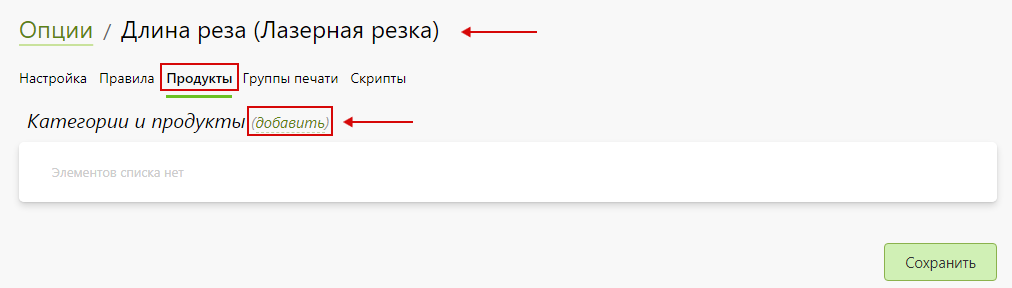 Опции / Длина реза (Лазерная резка)
Настройка Правила Продукты Группы печати Скрипты
Категории и продукты (добавить)
Элементов списка нет
Сохранить